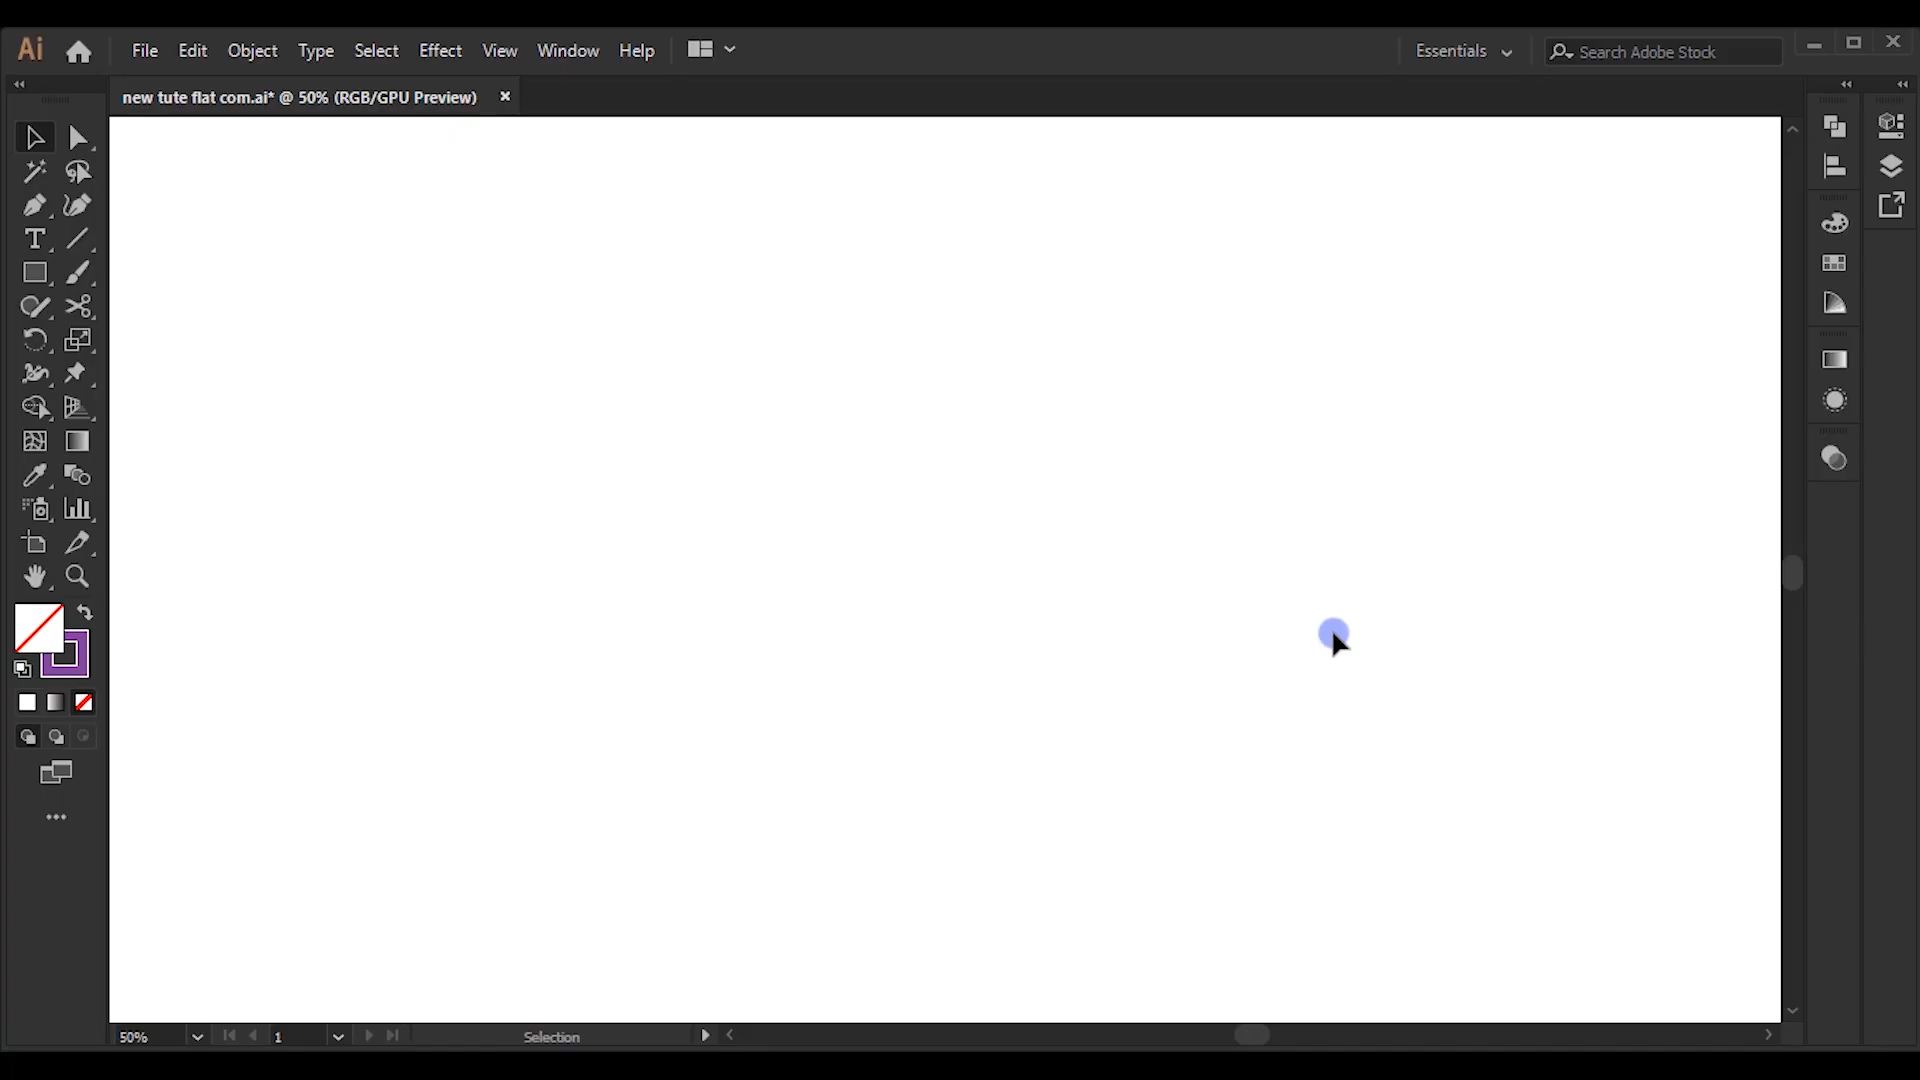 Ai File Edit Object Type Select Effect View Window Help Essentials Search Adobe Stock
new tute flat com.ai* @ 50% (RGB/GPU Preview)
50% 1 Selection